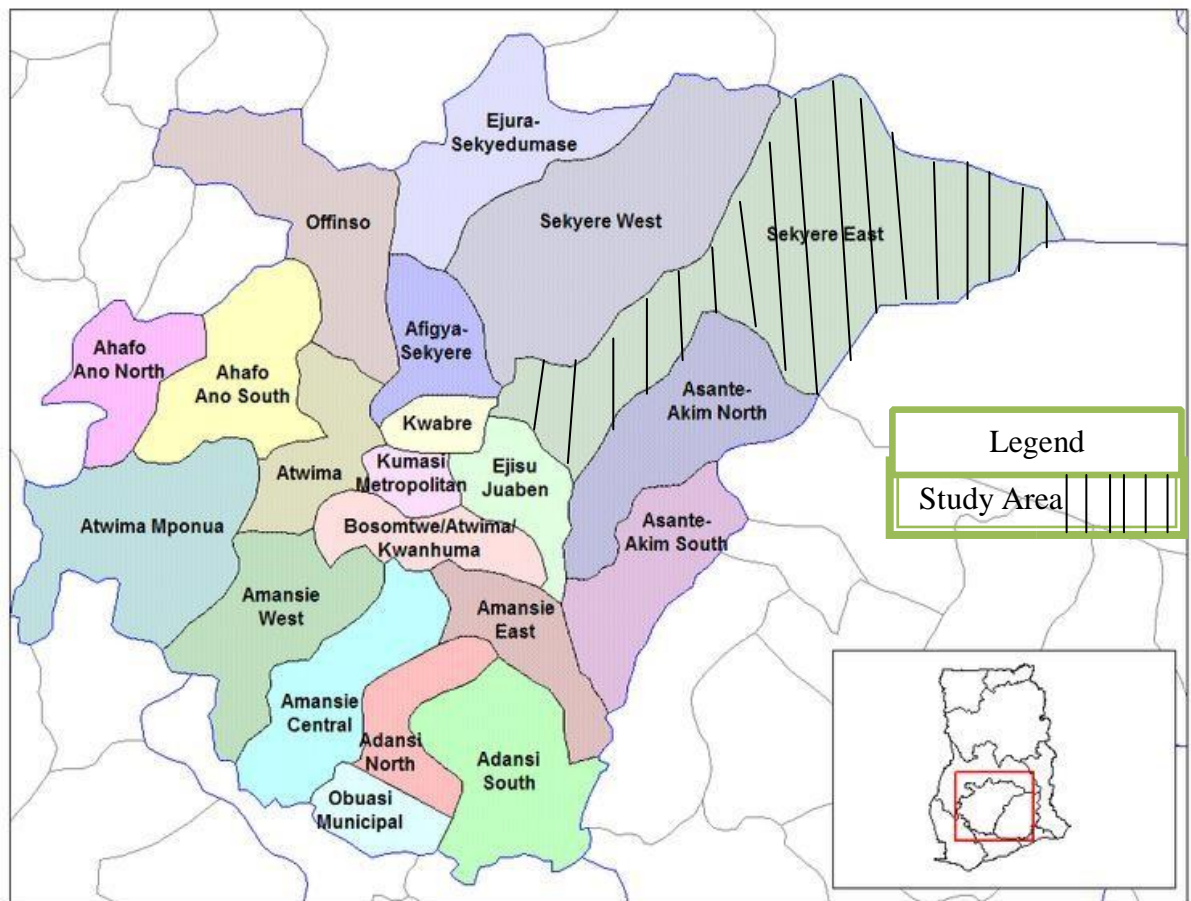 Ejura-
Sekyedumase
Offinso
Sekyere West
Sekyere East
Afigya-
Sekyere
Ahafo
Ano North
Ahafo
Ano South
Asante-
Akim North
Kwabre
Legend
Study Area
Atwima
Kumasi
Metropolitan
Ejisu
Juaben
Atwima Mponua
Bosomtwe/Atwima/
Kwanhuma
Asante-
Akim South
Amansie
West
Amansie
East
Amansie
Central
Adansi
North
Adansi
South
Obuasi
Municipal